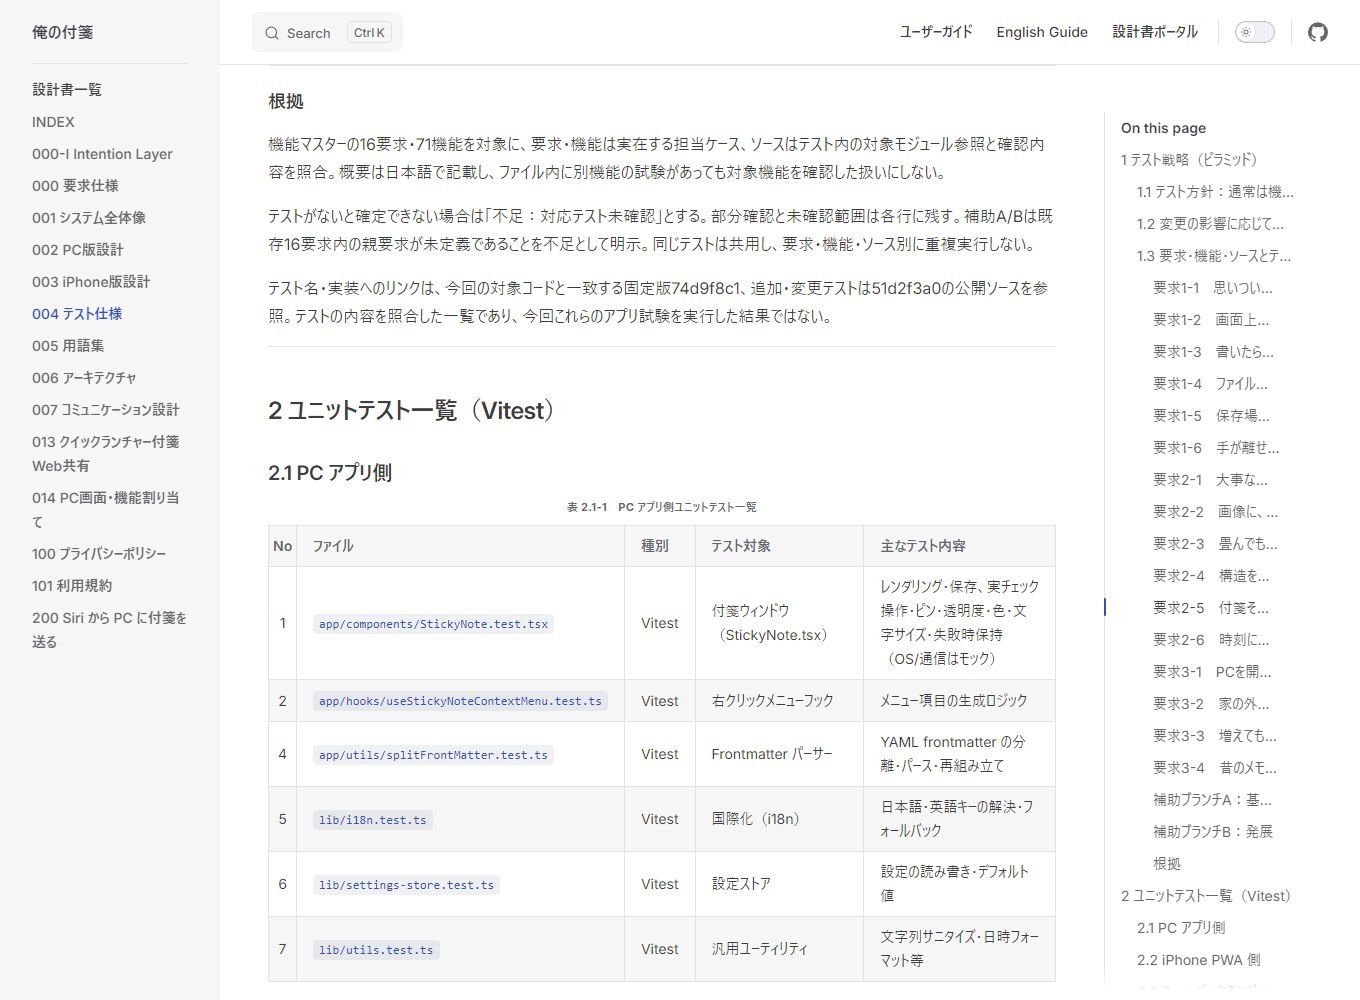 俺の付箋
Search Ctrl K
ユーザーガイド English Guide 設計書ポータル
設計書一覧
INDEX
000-I Intention Layer
000 要求仕様
001 システム全体像
002 PC版設計
003 iPhone版設計
004 テスト仕様
005 用語集
006 アーキテクチャ
007 コミュニケーション設計
013 クイックランチャー付箋
Web共有
014 PC画面・機能割り当
て
100 プライバシーポリシー
101 利用規約
200 Siri から PC に付箋を
送る
根拠
機能マスターの16要求・71機能を対象に、要求・機能は実在する担当ケース、ソースはテスト内の対象モジュール参照と確認内
容を照合。概要は日本語で記載し、ファイル内に別機能の試験があっても対象機能を確認した扱いにしない。
テストがないと確定できない場合は「不足：対応テスト未確認」とする。部分確認と未確認範囲は各行に残す。補助A/Bは既
存16要求内の親要求が未定義であることを不足として明示。同じテストは共用し、要求・機能・ソース別に重複実行しない。
テスト名・実装へのリンクは、今回の対象コードと一致する固定版74d9f8c1、追加・変更テストは51d2f3a0の公開ソースを参
照。テストの内容を照合した一覧であり、今回これらのアプリ試験を実行した結果ではない。
2 ユニットテスト一覧（Vitest）
2.1 PC アプリ側
表 2.1-1　PC アプリ側ユニットテスト一覧
No ファイル 種別 テスト対象 主なテスト内容
1 app/components/StickyNote.test.tsx Vitest 付箋ウィンドウ（StickyNote.tsx） レンダリング・保存、実チェック操作・ピン・透明度・色・文字サイズ・失敗時保持（OS/通信はモック）
2 app/hooks/useStickyNoteContextMenu.test.ts Vitest 右クリックメニューフック メニュー項目の生成ロジック
4 app/utils/splitFrontMatter.test.ts Vitest Frontmatter パーサー YAML frontmatter の分離・パース・再組み立て
5 lib/i18n.test.ts Vitest 国際化（i18n） 日本語・英語キーの解決・フォールバック
6 lib/settings-store.test.ts Vitest 設定ストア 設定の読み書き・デフォルト値
7 lib/utils.test.ts Vitest 汎用ユーティリティ 文字列サニタイズ・日時フォーマット等
On this page
1 テスト戦略（ピラミッド）
1.1 テスト方針：通常は機...
1.2 変更の影響に応じて...
1.3 要求・機能・ソースとテ...
要求1-1　思いつい...
要求1-2　画面上...
要求1-3　書いたら...
要求1-4　ファイル...
要求1-5　保存場...
要求1-6　手が離せ...
要求2-1　大事な...
要求2-2　画像に、...
要求2-3　畳んでも...
要求2-4　構造を...
要求2-5　付箋そ...
要求2-6　時刻に...
要求3-1　PCを開...
要求3-2　家の外...
要求3-3　増えても...
要求3-4　昔のメモ...
補助ブランチA：基...
補助ブランチB：発展
根拠
2 ユニットテスト一覧（Vitest）
2.1 PC アプリ側
2.2 iPhone PWA 側